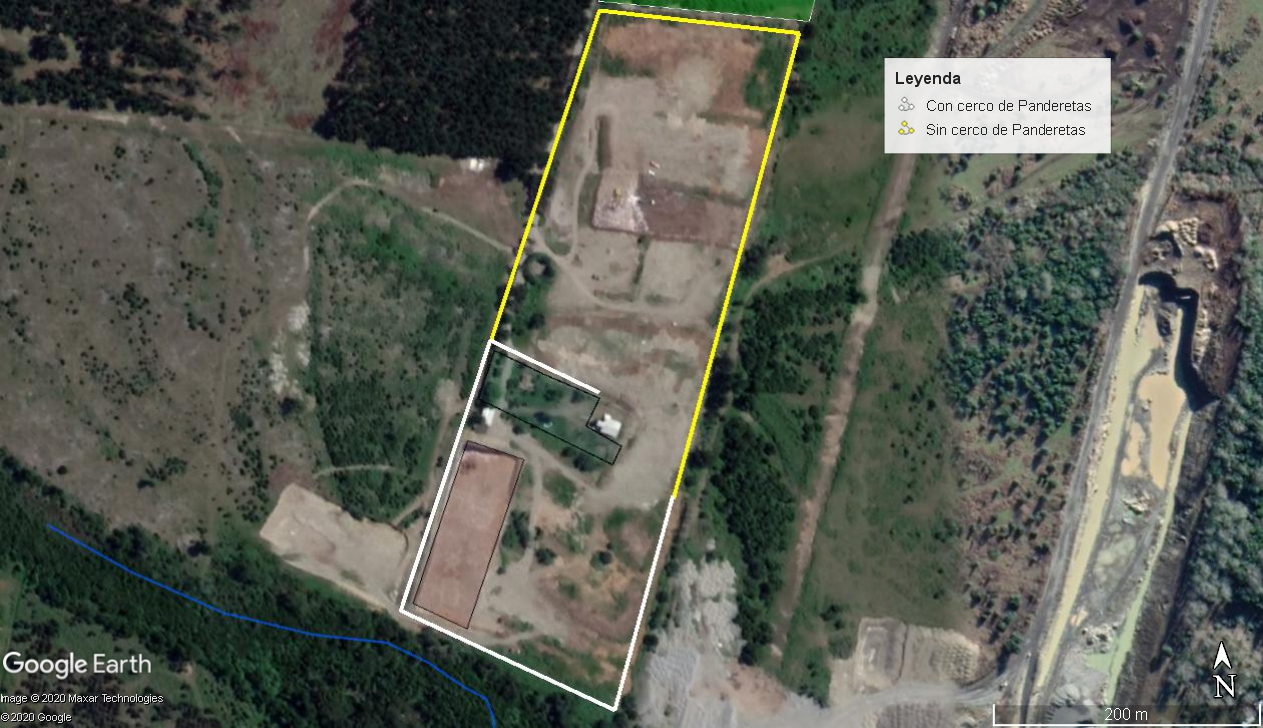 Leyenda
Con cerco de Panderetas
Sin cerco de Panderetas
Google Earth
Image © 2020 Maxar Technologies
© 2020 Google
N
200 m